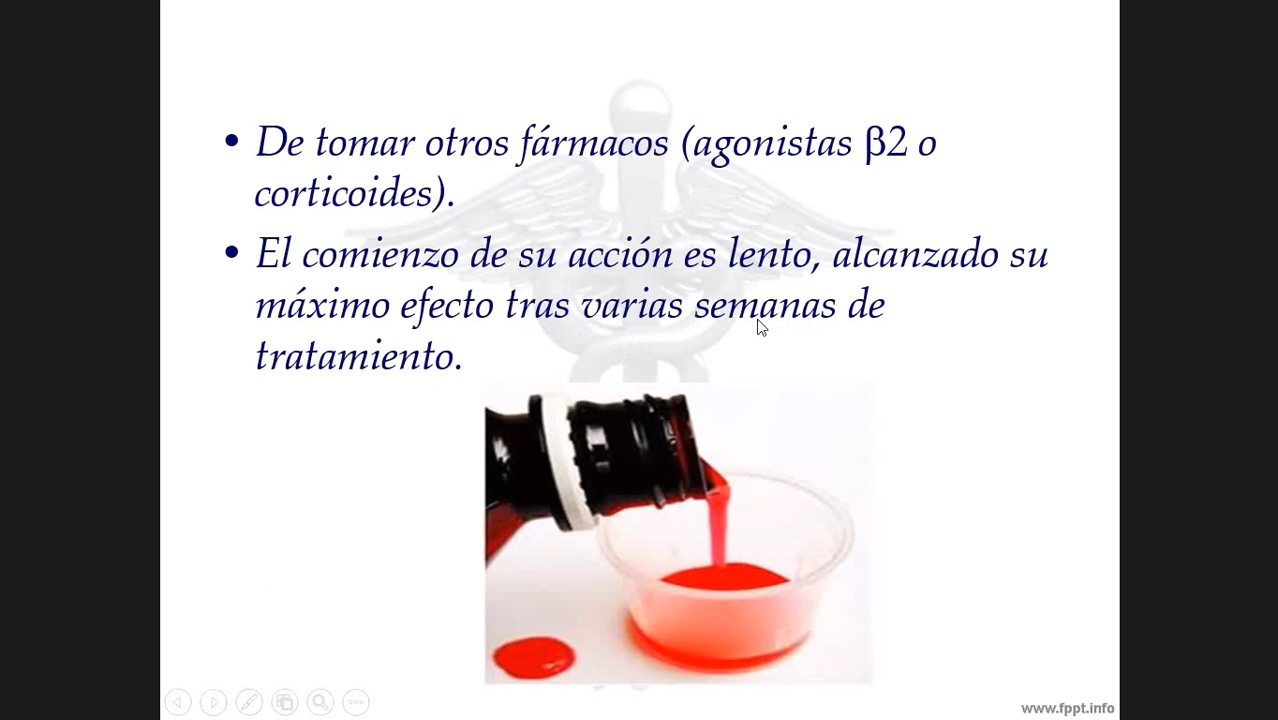 • De tomar otros fármacos (agonistas β2 o
corticoides).
• El comienzo de su acción es lento, alcanzado su
máximo efecto tras varias semanas de
tratamiento.
www.fppt.info